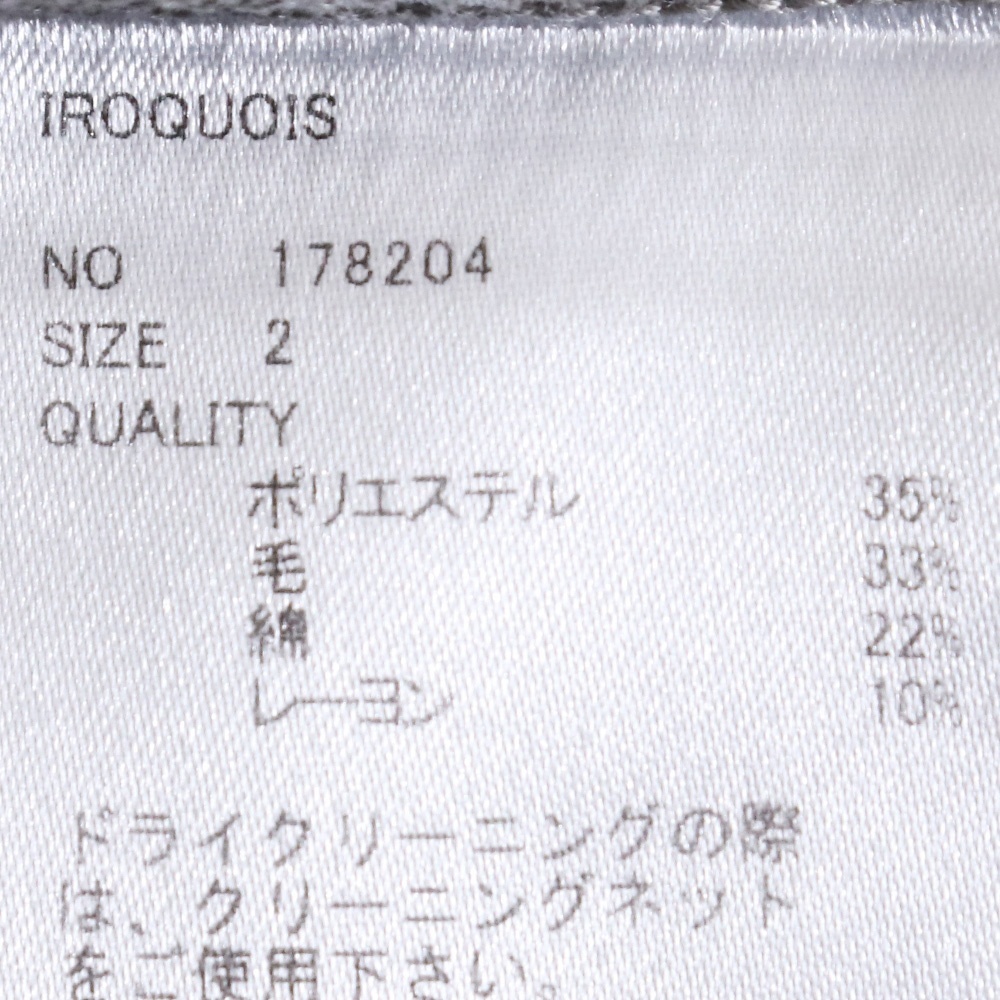 IROQUOIS
NO 178204
SIZE 2
QUALITY
ポリエステル 35%
毛 33%
綿 22%
レーヨン 10%
ドライクリーニングの際
は、クリーニングネット
をご使用下さい。